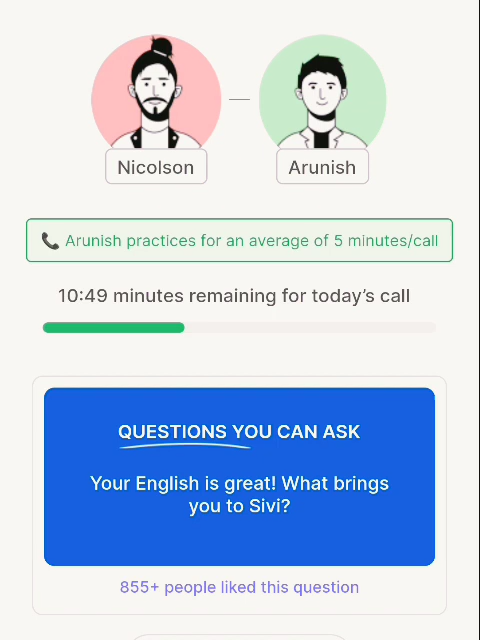 Nicolson
Arunish
Arunish practices for an average of 5 minutes/call
10:49 minutes remaining for today’s call
QUESTIONS YOU CAN ASK
Your English is great! What brings
you to Sivi?
855+ people liked this question